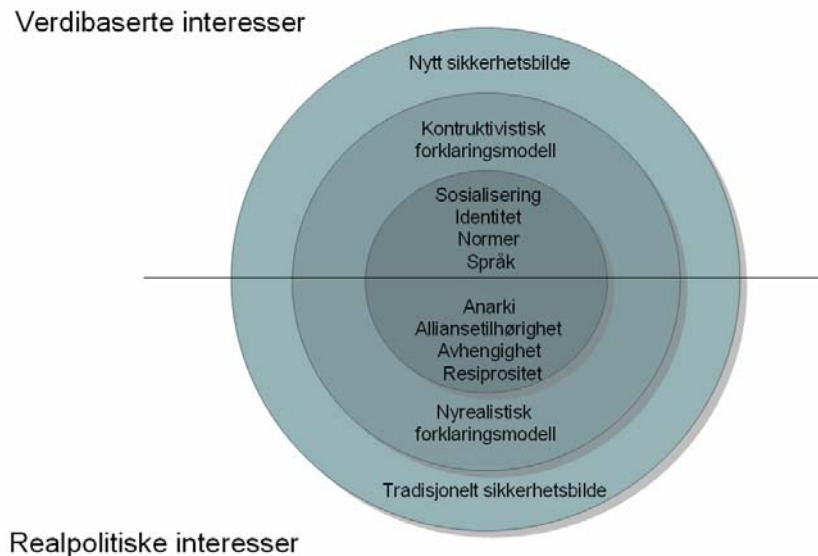 Verdibaserte interesser
Nytt sikkerhetsbilde
Kontruktivistisk
forklaringsmodell
Sosialisering
Identitet
Normer
Språk
Anarki
Alliansetilhørighet
Avhengighet
Resiprositet
Nyrealistisk
forklaringsmodell
Tradisjonelt sikkerhetsbilde
Realpolitiske interesser